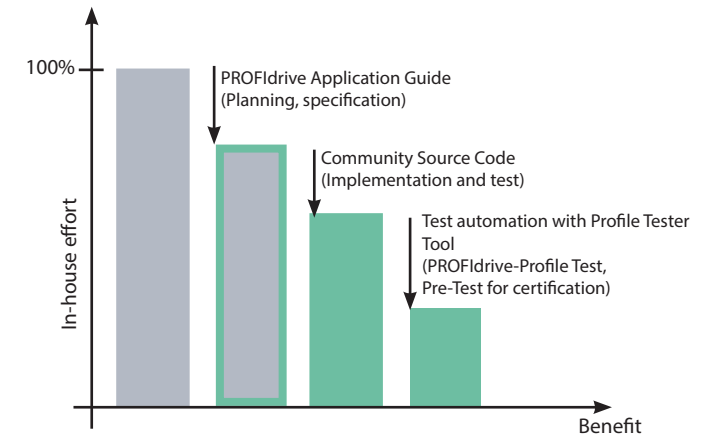 100%
PROFIdrive Application Guide
(Planning, specification)
Community Source Code
(Implementation and test)
Test automation with Profile Tester
Tool
(PROFIdrive-Profile Test,
Pre-Test for certification)
In-house effort
Benefit